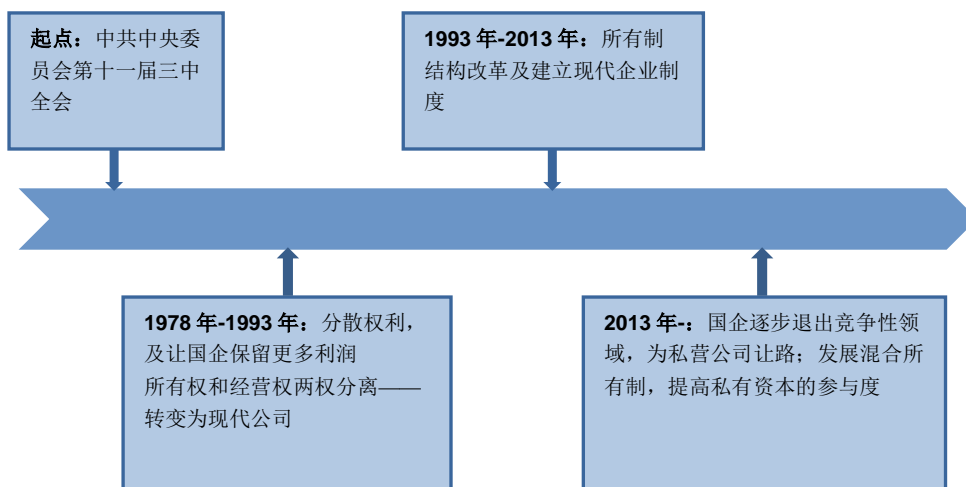 起点：中共中央委
员会第十一届三中
全会
1993 年-2013 年：所有制
结构改革及建立现代企业制
度
1978 年-1993 年：分散权利，
及让国企保留更多利润
所有权和经营权两权分离——
转变为现代公司
2013 年-：国企逐步退出竞争性领
域，为私营公司让路；发展混合所
有制，提高私有资本的参与度